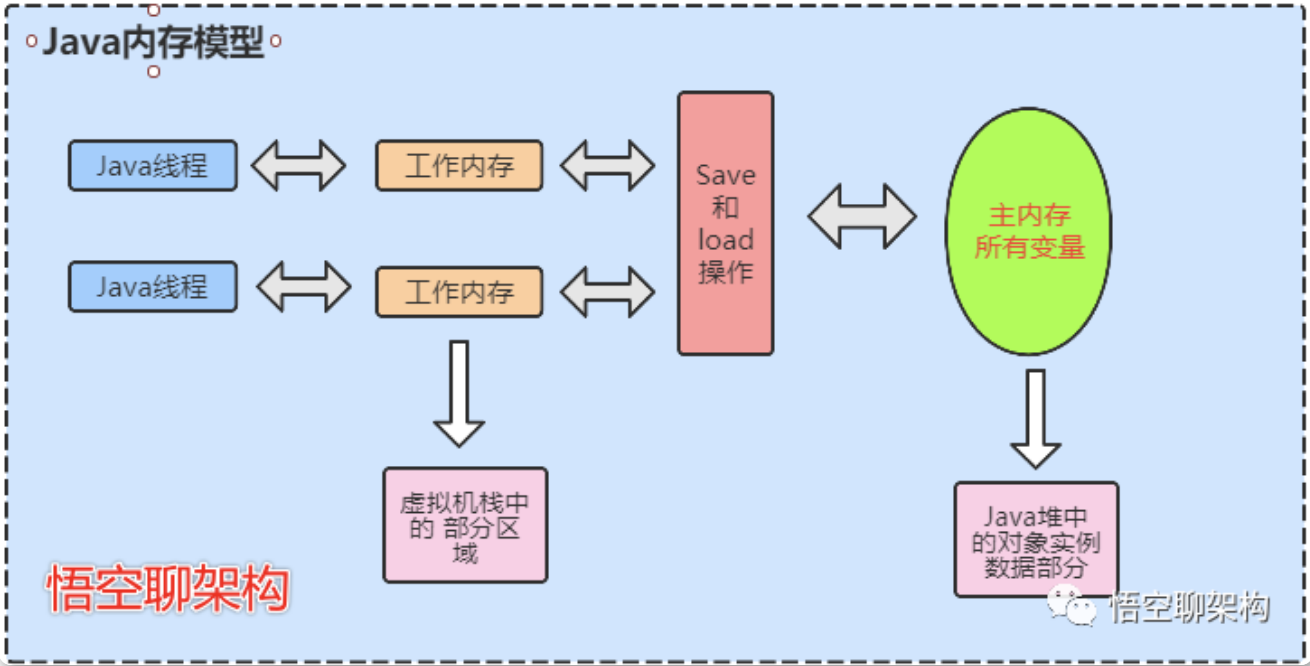 Java内存模型
Java线程
工作内存
Java线程
工作内存
Save
和
load
操作
主内存
所有变量
虚拟机栈中
的 部分区
域
Java堆中
的对象实例
数据部分
悟空聊架构
悟空聊架构